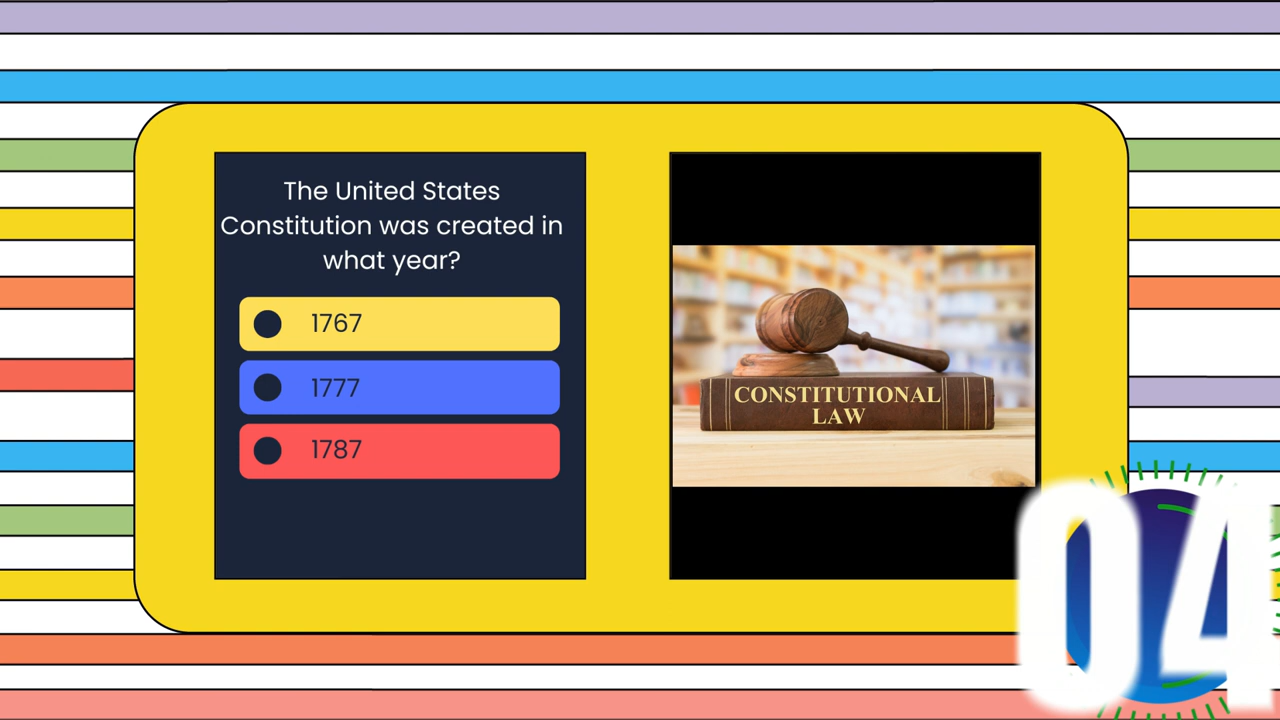 The United States
Constitution was created in
what year?
1767
1777
1787
CONSTITUTIONAL
LAW
04